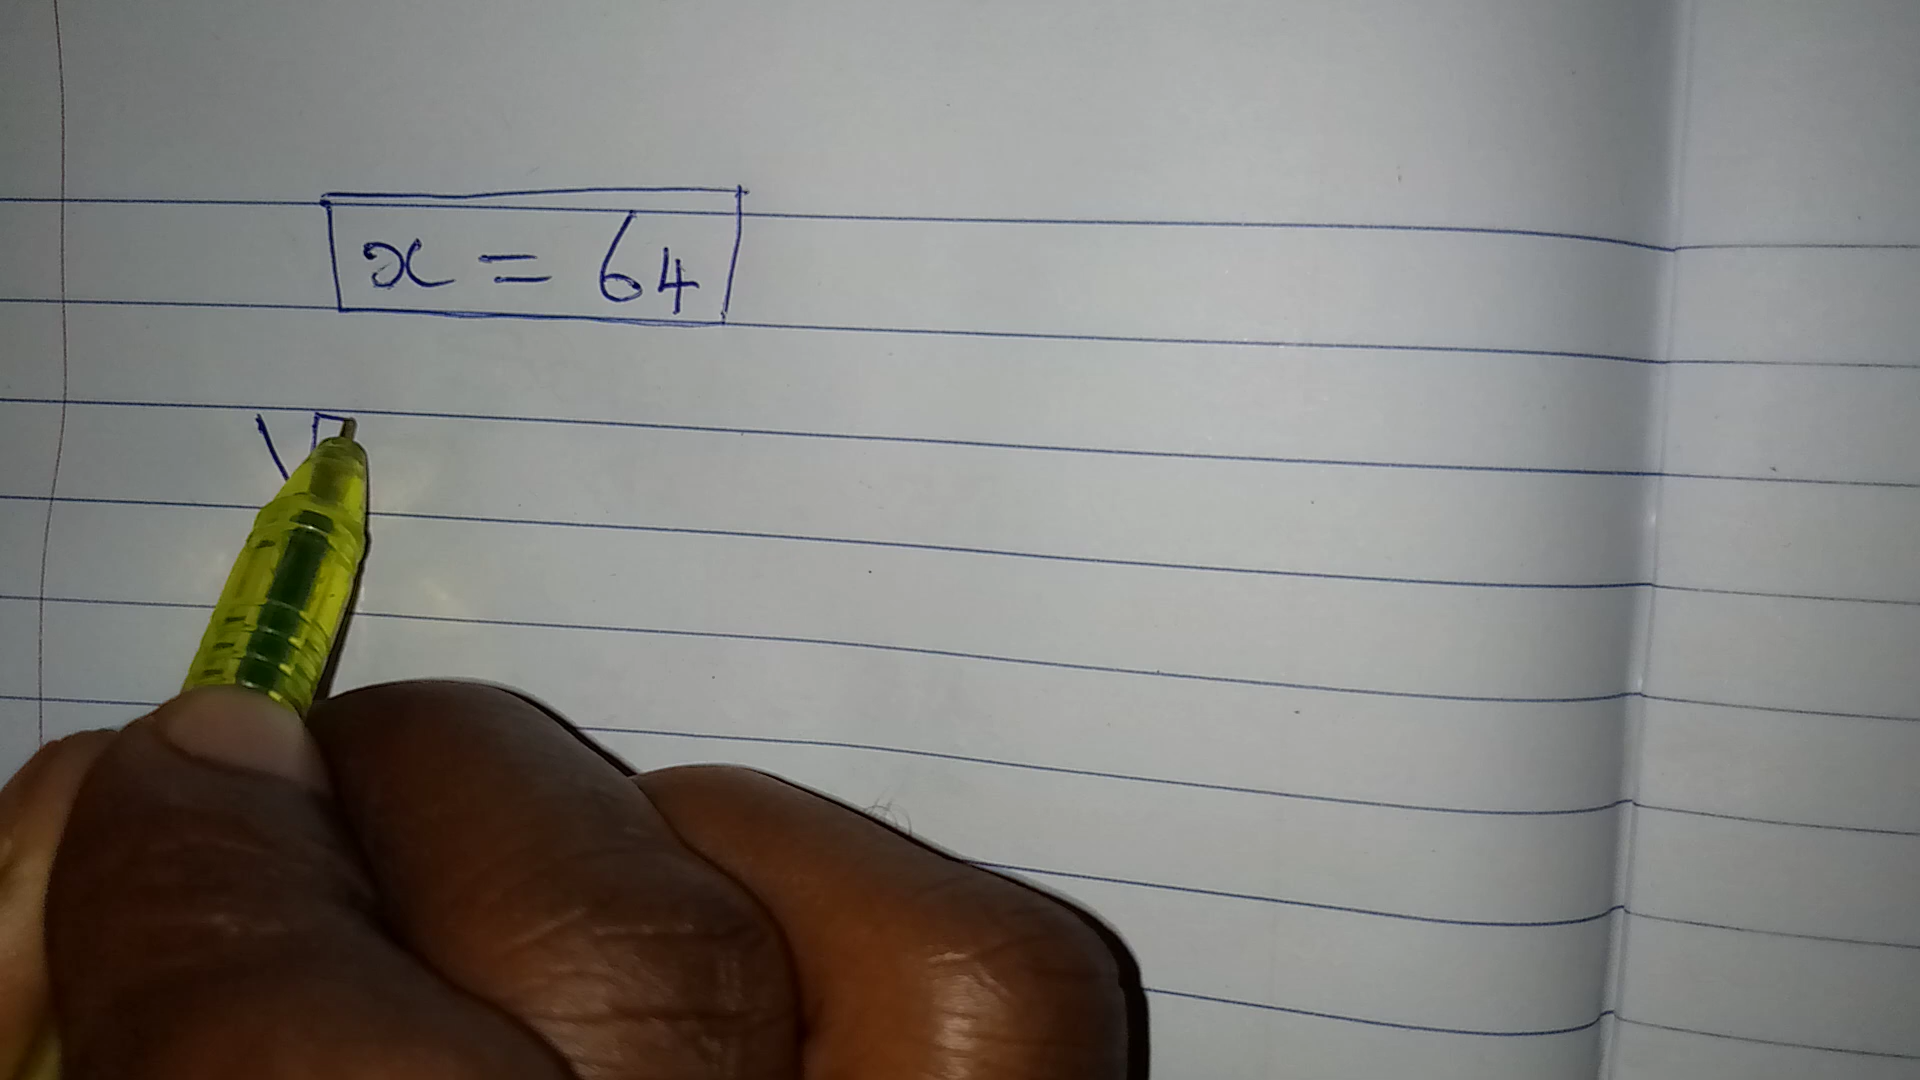 x = 64